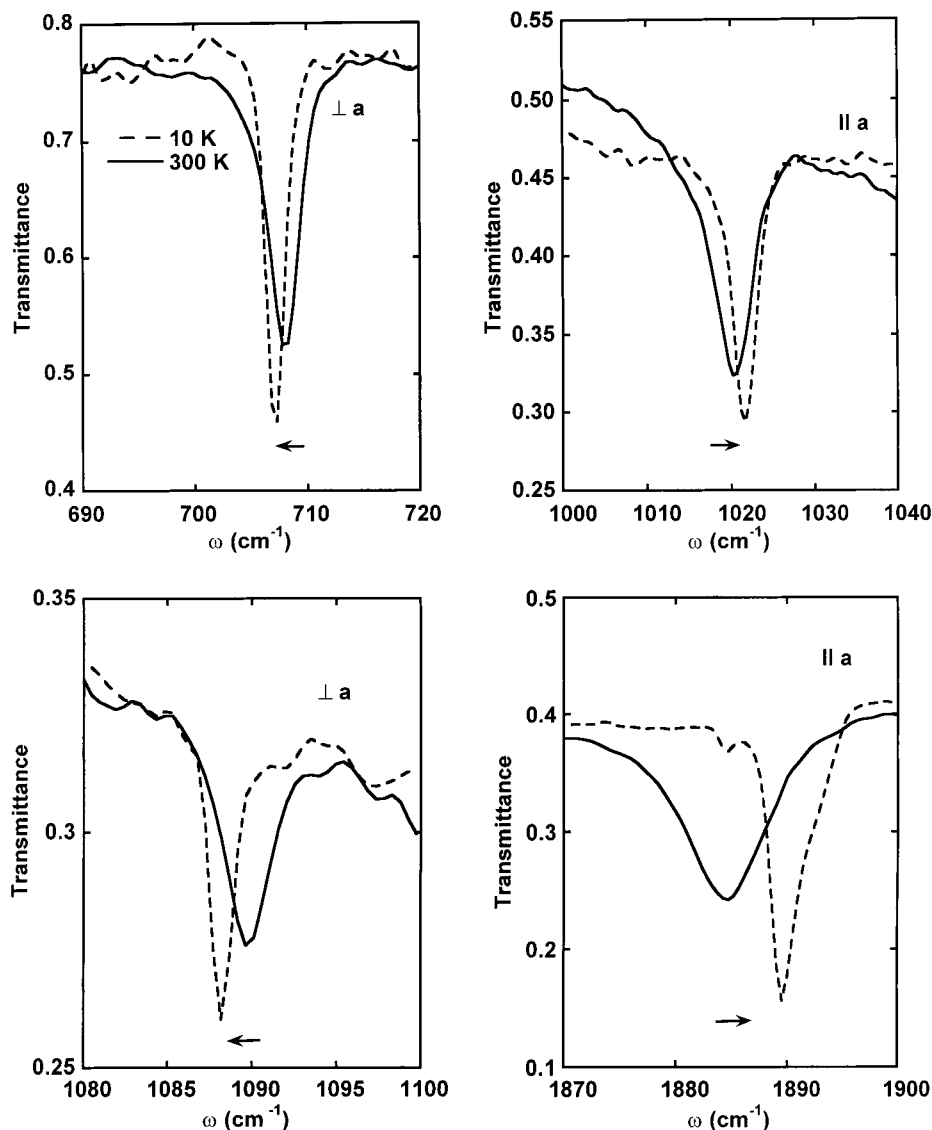 0.8
0.7
0.6
0.5
0.4
Transmittance
⊥ a
10 K
300 K
690 700 710 720
ω (cm⁻¹)
0.50
0.45
0.40
0.35
0.30
0.25
Transmittance
ll a
1000 1010 1020 1030 1040
ω (cm⁻¹)
0.35
0.3
0.25
Transmittance
⊥ a
1080 1085 1090 1095 1100
ω (cm⁻¹)
0.5
0.4
0.3
0.2
0.1
Transmittance
ll a
1870 1880 1890 1900
ω (cm⁻¹)